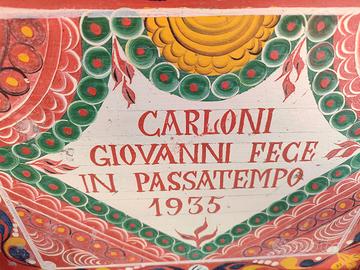 CARLONI
GIOVANNI FECE
IN PASSATEMPO
1935